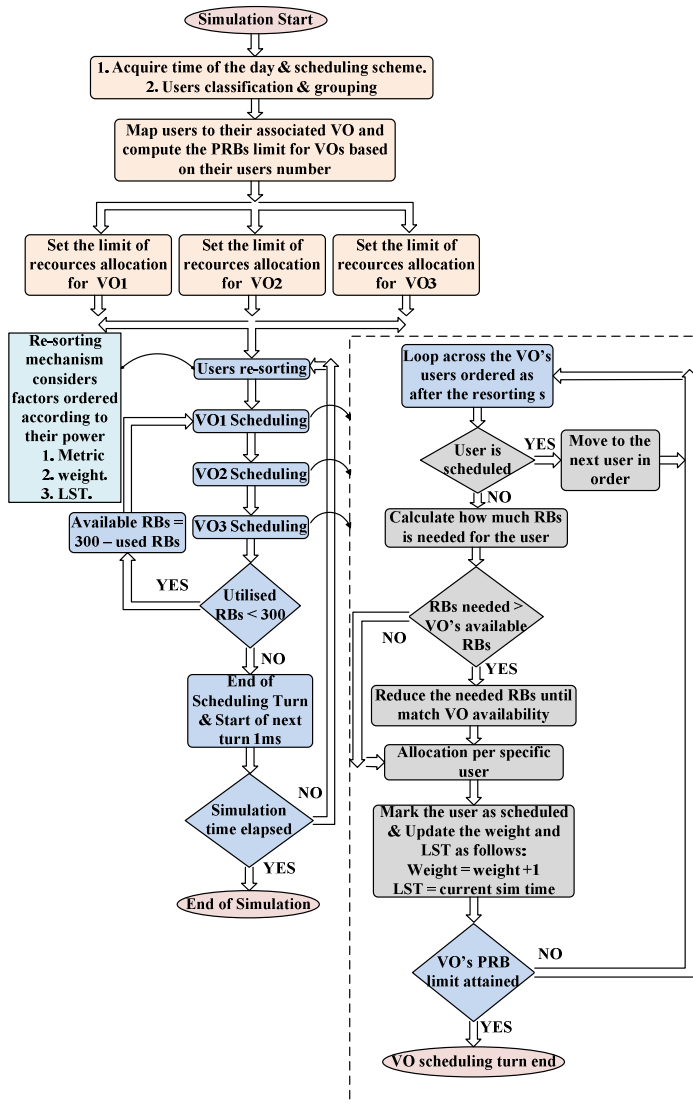 Simulation Start
1. Acquire time of the day & scheduling scheme.
2. Users classification & grouping
Map users to their associated VO and
compute the PRBs limit for VOs based
on their users number
Set the limit of
recources allocation
for VO1
Set the limit of
recources allocation
for VO2
Set the limit of
recources allocation
for VO3
Re-sorting
mechanism
considers
factors ordered
according to
their power
1. Metric
2. weight.
3. LST.
Users re-sorting
VO1 Scheduling
VO2 Scheduling
VO3 Scheduling
Available RBs =
300 – used RBs
YES
Utilised
RBs < 300
NO
End of
Scheduling Turn
& Start of next
turn 1ms
NO
Simulation
time elapsed
YES
End of Simulation
Loop across the VO's
users ordered as
after the resorting s
User is
scheduled
YES
Move to the
next user in
order
NO
Calculate how much RBs
is needed for the user
RBs needed >
VO's available
RBs
NO
YES
Reduce the needed RBs until
match VO availability
Allocation per specific
user
Mark the user as scheduled
& Update the weight and
LST as follows:
Weight = weight +1
LST = current sim time
VO's PRB
limit attained
NO
YES
VO scheduling turn end